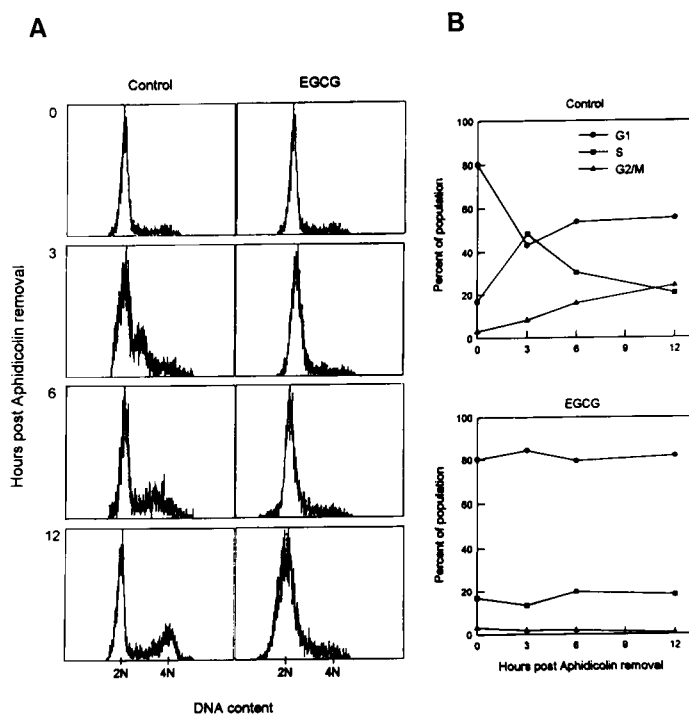 A
Control
EGCG
0
3
6
12
Hours post Aphidicolin removal
2N
4N
2N
4N
DNA content
B
Control
100
80
60
40
20
0
Percent of population
G1
S
G2/M
0
3
6
9
12
EGCG
100
80
60
40
20
0
Percent of population
0
3
6
9
12
Hours post Aphidicolin removal